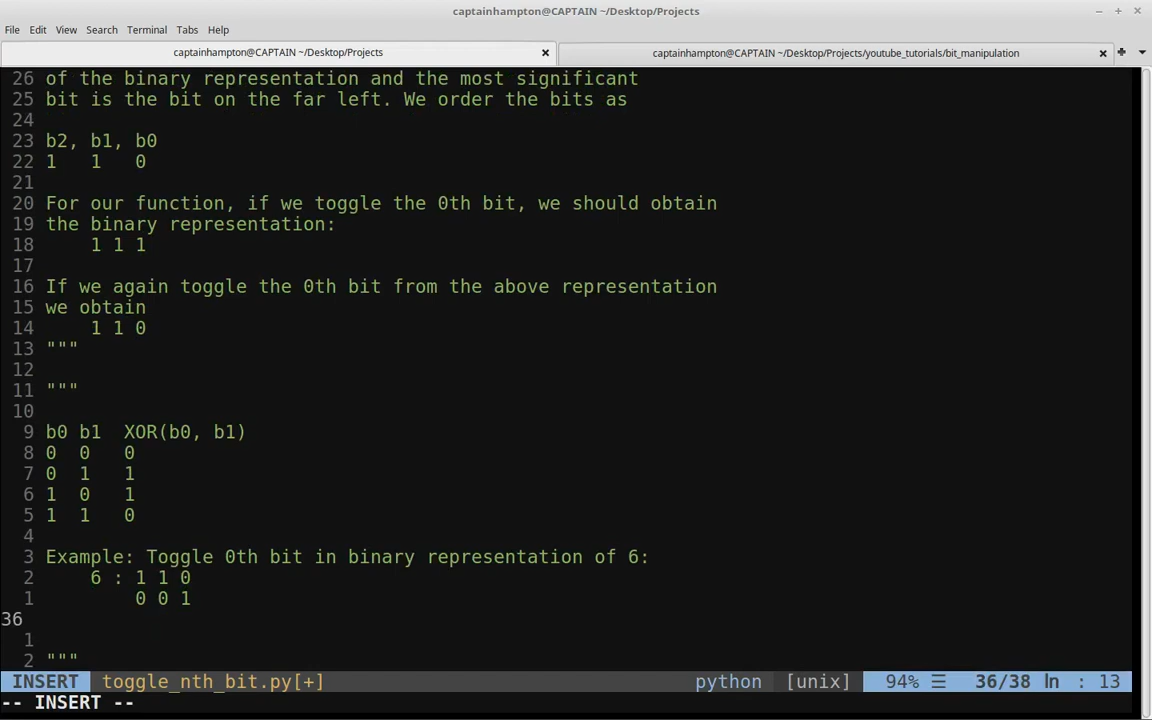 captainhampton@CAPTAIN ~/Desktop/Projects
File Edit View Search Terminal Tabs Help
captainhampton@CAPTAIN ~/Desktop/Projects captainhampton@CAPTAIN ~/Desktop/Projects/youtube_tutorials/bit_manipulation
26 of the binary representation and the most significant
25 bit is the bit on the far left. We order the bits as
24
23 b2, b1, b0
22 1   1   0
21
20 For our function, if we toggle the 0th bit, we should obtain
19 the binary representation:
18     1 1 1
17
16 If we again toggle the 0th bit from the above representation
15 we obtain
14     1 1 0
13 """
12
11 """
10
9 b0 b1  XOR(b0, b1)
8 0  0   0
7 0  1   1
6 1  0   1
5 1  1   0
4
3 Example: Toggle 0th bit in binary representation of 6:
2     6 : 1 1 0
1         0 0 1
36
1
2 """
INSERT toggle_nth_bit.py[+] python [unix] 94% ☰ 36/38 ln : 13
-- INSERT --